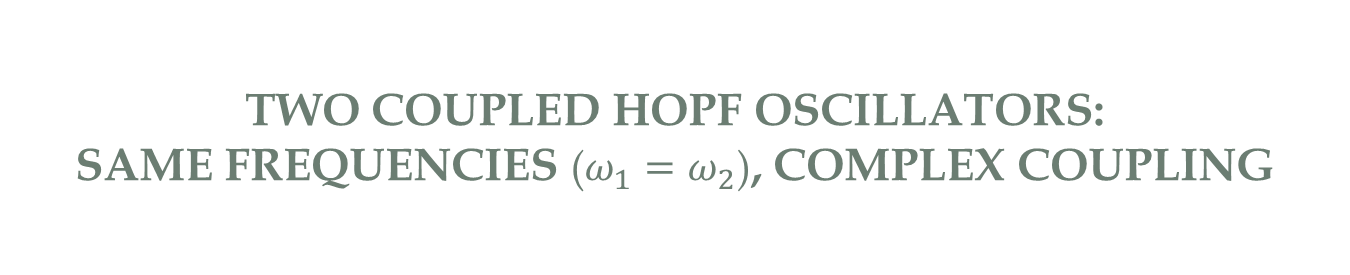 TWO COUPLED HOPF OSCILLATORS:
SAME FREQUENCIES (𝜔₁ = 𝜔₂), COMPLEX COUPLING